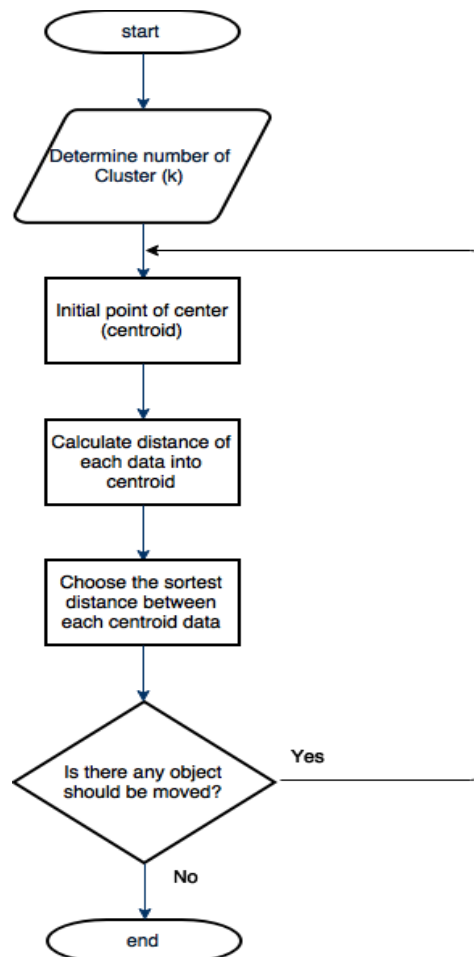 start
Determine number of
Cluster (k)
Initial point of center
(centroid)
Calculate distance of
each data into
centroid
Choose the sortest
distance between
each centroid data
Is there any object
should be moved?
Yes
No
end